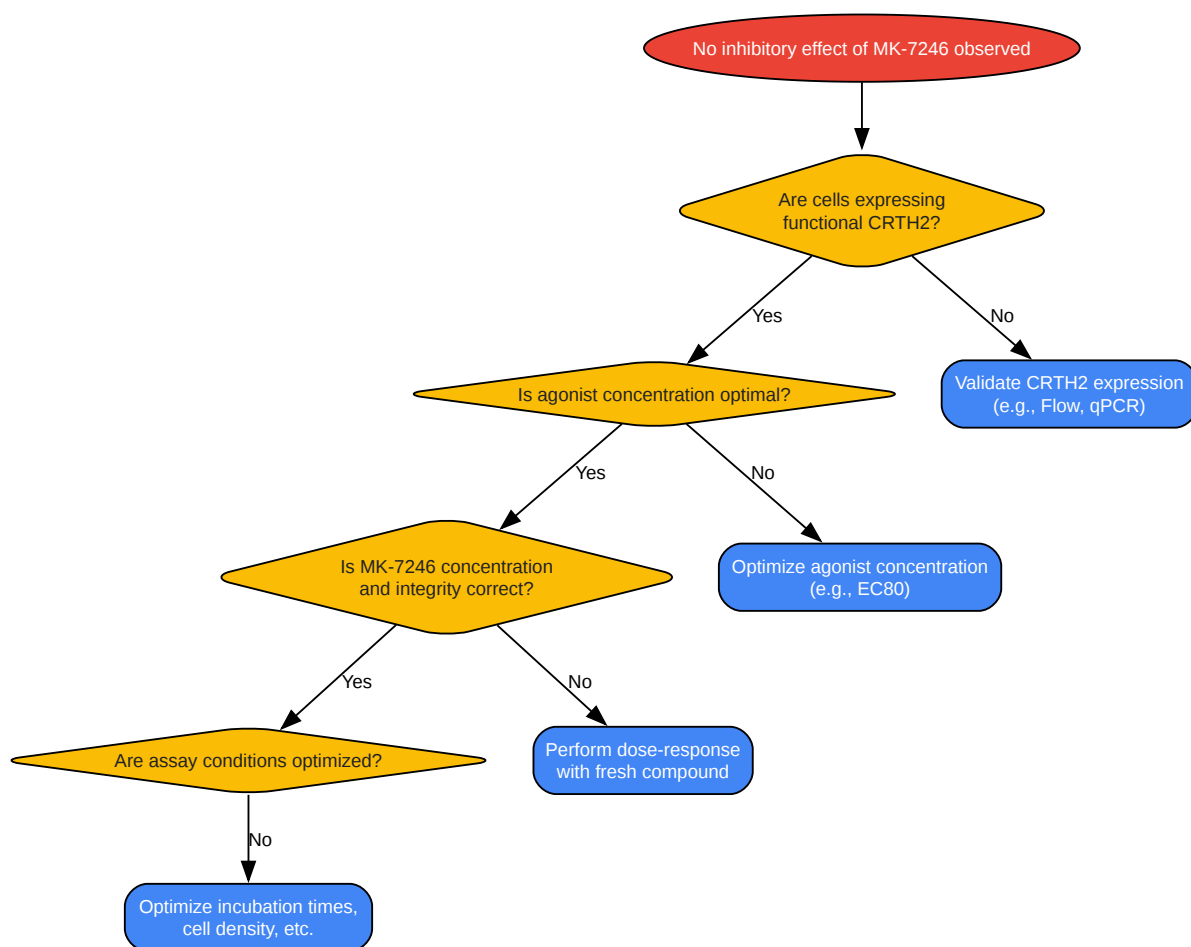 No inhibitory effect of MK-7246 observed
Are cells expressing
functional CRTH2?
Yes
No
Validate CRTH2 expression
(e.g., Flow, qPCR)
Is agonist concentration optimal?
Yes
No
Optimize agonist concentration
(e.g., EC80)
Is MK-7246 concentration
and integrity correct?
Yes
No
Perform dose-response
with fresh compound
Are assay conditions optimized?
No
Optimize incubation times,
cell density, etc.